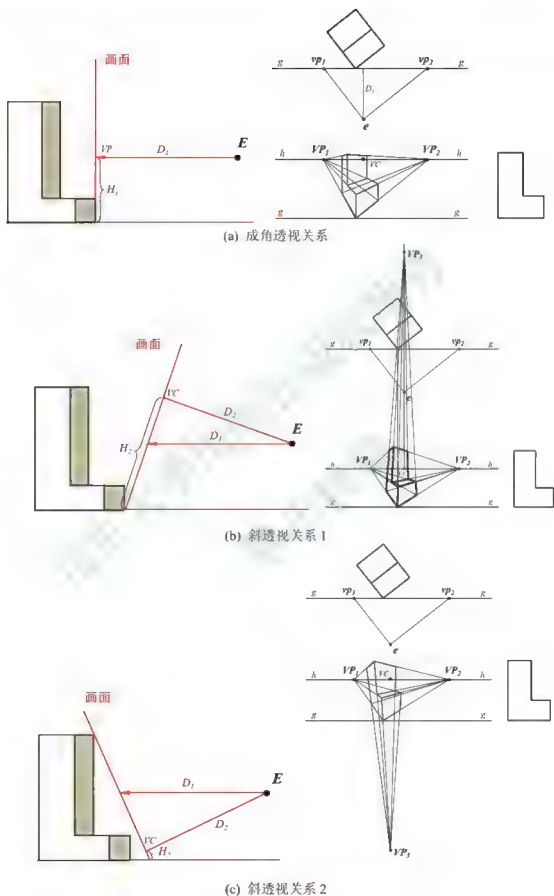 画面
VP
D₁
E
H₁
g
g
vp₁
vp₂
D₁
e
h
VP₁
VC
VP₂
h
g
g
(a) 成角透视关系
画面
VC
D₂
D₁
E
H₂
VP₃
g
g
vp₁
vp₂
e
VP₁
VP₂
h
h
g
g
(b) 斜透视关系1
画面
D₁
E
D₂
VC
g
g
vp₁
vp₂
e
h
VP₁
VC
VP₂
h
g
g
VP₃
(c) 斜透视关系2